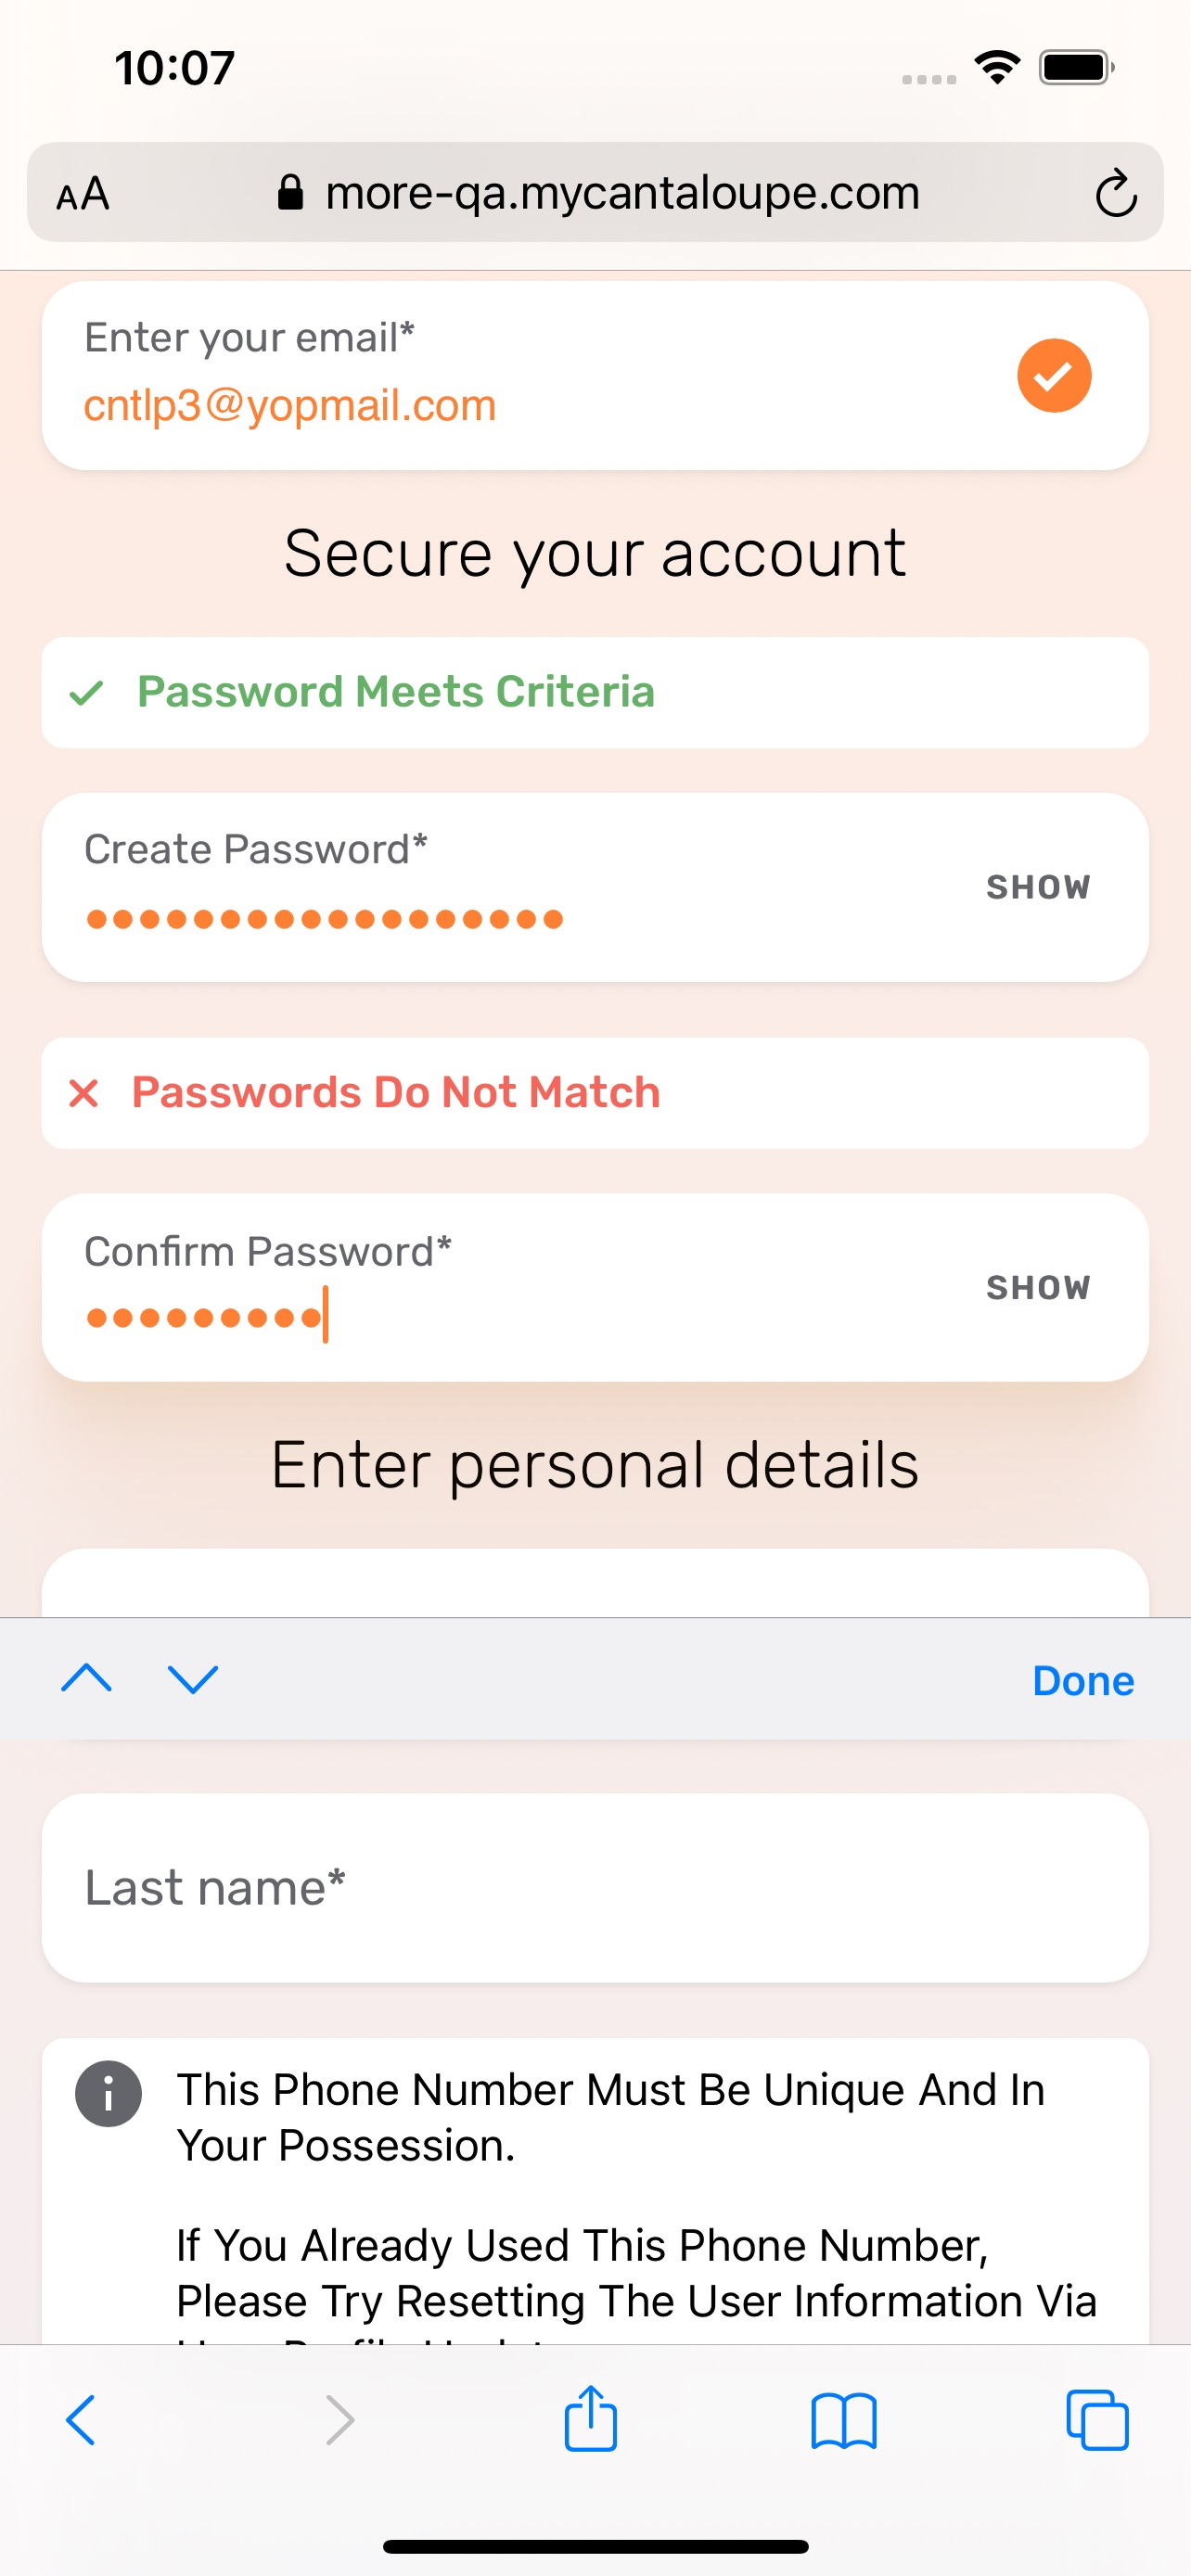 10:07
AA more-qa.mycantaloupe.com
Enter your email*
cntlp3@yopmail.com
Secure your account
Password Meets Criteria
Create Password*
SHOW
Passwords Do Not Match
Confirm Password*
SHOW
Enter personal details
Done
Last name*
This Phone Number Must Be Unique And In
Your Possession.
If You Already Used This Phone Number,
Please Try Resetting The User Information Via